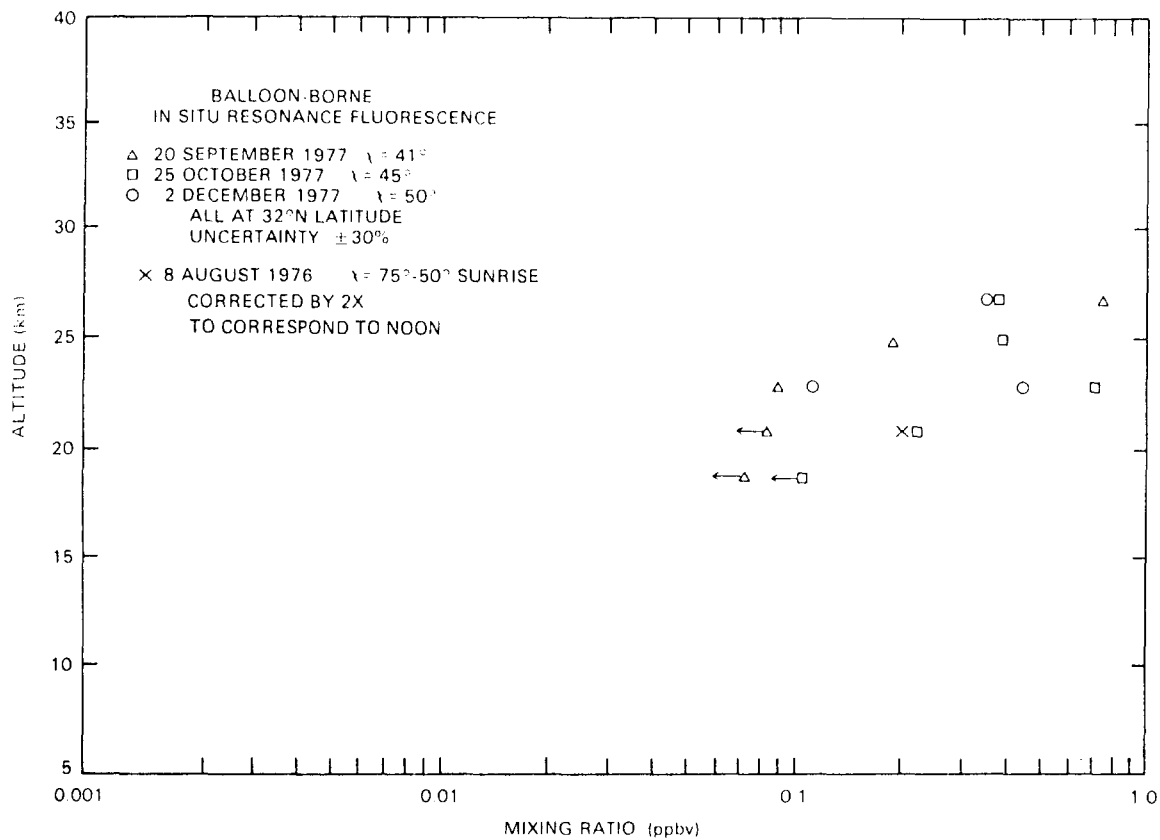 40
35
30
25
20
15
10
5
ALTITUDE (km)
BALLOON-BORNE
IN SITU RESONANCE FLUORESCENCE
△ 20 SEPTEMBER 1977 χ = 41°
□ 25 OCTOBER 1977 χ = 45°
○ 2 DECEMBER 1977 χ = 50°
ALL AT 32°N LATITUDE
UNCERTAINTY ±30%
× 8 AUGUST 1976 χ = 75°-50° SUNRISE
CORRECTED BY 2X
TO CORRESPOND TO NOON
0.001 0.01 0.1 1.0
MIXING RATIO (ppbv)